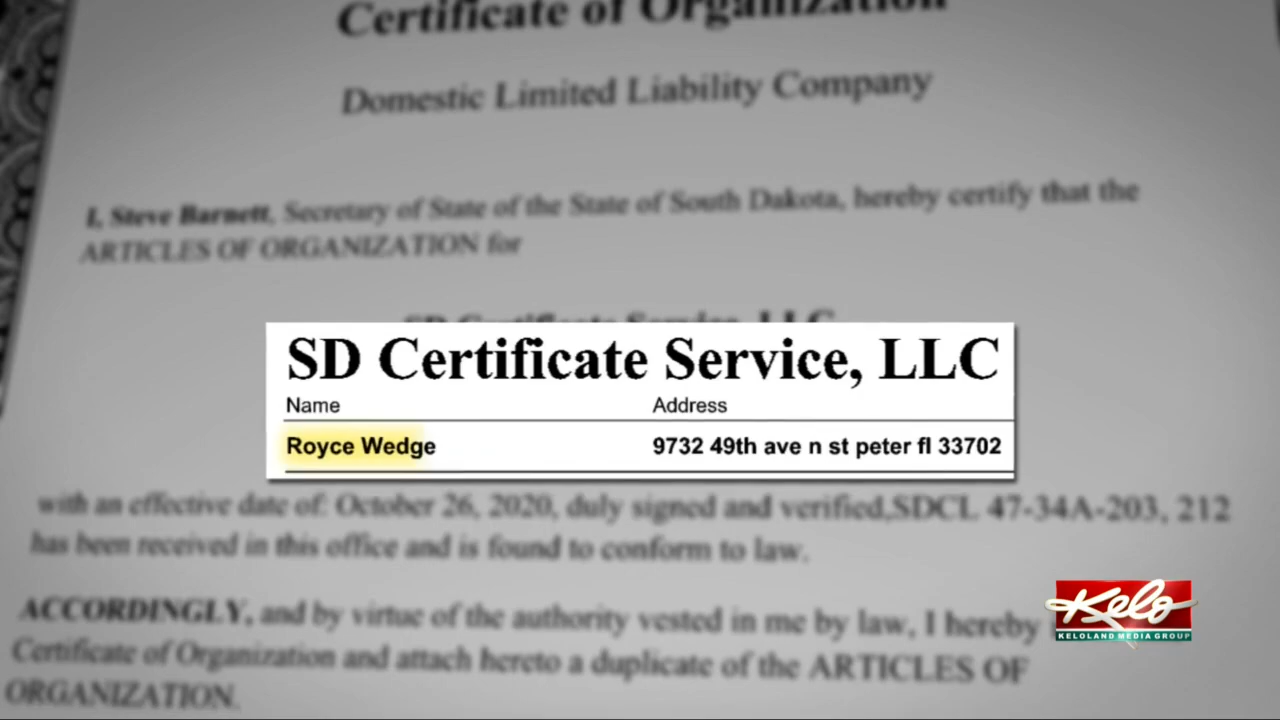 Certificate of Organization
Domestic Limited Liability Company
I, Steve Barnett, Secretary of State of the State of South Dakota, hereby certify that the
ARTICLES OF ORGANIZATION for
SD Certificate Service, LLC
SD Certificate Service, LLC
Name Address
Royce Wedge 9732 49th ave n st peter fl 33702
with an effective date of: October 26, 2020, duly signed and verified,SDCL 47-34A-203, 212
has been received in this office and is found to conform to law.
ACCORDINGLY, and by virtue of the authority vested in me by law, I hereby
Certificate of Organization and attach hereto a duplicate of the ARTICLES OF
ORGANIZATION.
Kelo
KELOLAND MEDIA GROUP